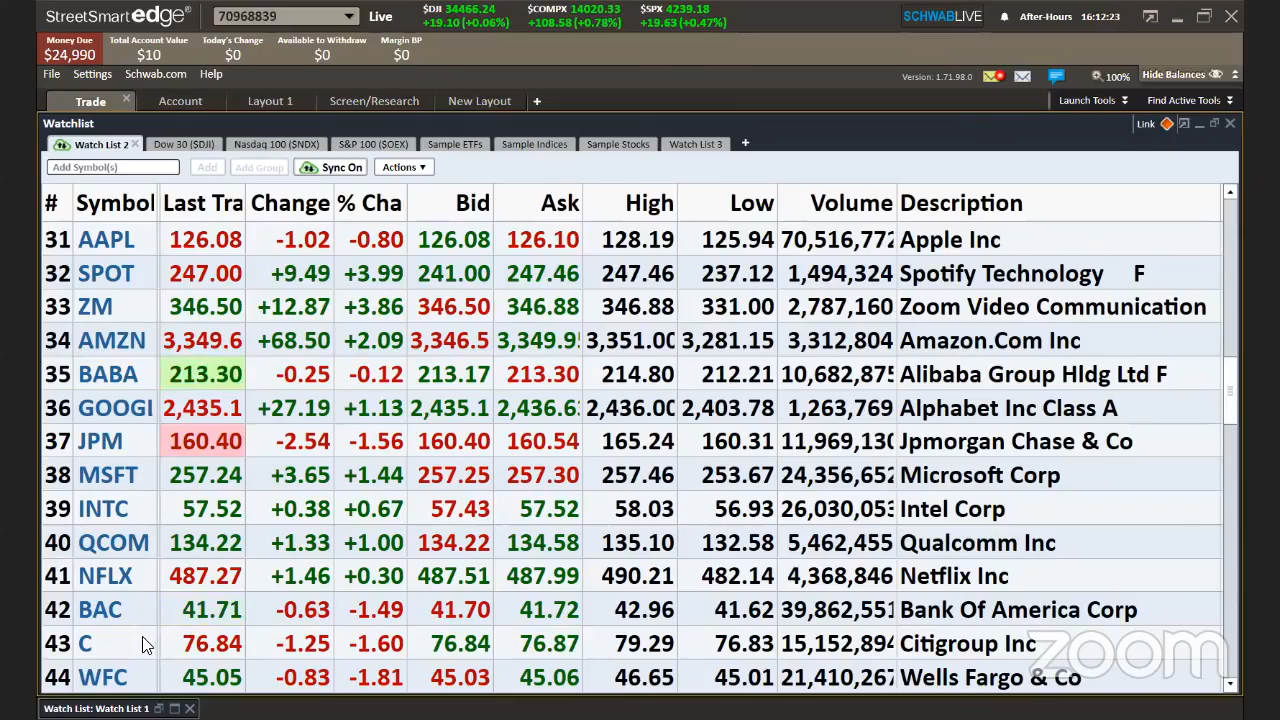 StreetSmart edge 70968839 Live $DJI 34466.24 +19.10 (+0.06%) $COMPX 14020.33 +108.58 (+0.78%) $SPX 4239.18 +19.63 (+0.47%) SCHWABLIVE After-Hours 16:12:23
Money Due Total Account Value Today's Change Available to Withdraw Margin BP
$24,990 $10 $0 $0 $0
File Settings Schwab.com Help Version: 1.71.98.0 100% Hide Balances
Trade Account Layout 1 Screen/Research New Layout + Launch Tools Find Active Tools
Watchlist Link
Watch List 2 Dow 30 ($DJI) Nasdaq 100 ($NDX) S&P 100 ($OEX) Sample ETFs Sample Indices Sample Stocks Watch List 3 +
Add Symbol(s) Add Add Group Sync On Actions
# Symbol Last Tra Change % Cha Bid Ask High Low Volume Description
31 AAPL 126.08 -1.02 -0.80 126.08 126.10 128.19 125.94 70,516,772 Apple Inc
32 SPOT 247.00 +9.49 +3.99 241.00 247.46 247.46 237.12 1,494,324 Spotify Technology F
33 ZM 346.50 +12.87 +3.86 346.50 346.88 346.88 331.00 2,787,160 Zoom Video Communication
34 AMZN 3,349.6 +68.50 +2.09 3,346.5 3,349.95 3,351.00 3,281.15 3,312,804 Amazon.Com Inc
35 BABA 213.30 -0.25 -0.12 213.17 213.30 214.80 212.21 10,682,875 Alibaba Group Hldg Ltd F
36 GOOGL 2,435.1 +27.19 +1.13 2,435.1 2,436.6 2,436.00 2,403.78 1,263,769 Alphabet Inc Class A
37 JPM 160.40 -2.54 -1.56 160.40 160.54 165.24 160.31 11,969,130 Jpmorgan Chase & Co
38 MSFT 257.24 +3.65 +1.44 257.25 257.30 257.46 253.67 24,356,652 Microsoft Corp
39 INTC 57.52 +0.38 +0.67 57.43 57.52 58.03 56.93 26,030,053 Intel Corp
40 QCOM 134.22 +1.33 +1.00 134.22 134.58 135.10 132.58 5,462,455 Qualcomm Inc
41 NFLX 487.27 +1.46 +0.30 487.51 487.99 490.21 482.14 4,368,846 Netflix Inc
42 BAC 41.71 -0.63 -1.49 41.70 41.72 42.96 41.62 39,862,551 Bank Of America Corp
43 C 76.84 -1.25 -1.60 76.84 76.87 79.29 76.83 15,152,894 Citigroup Inc
44 WFC 45.05 -0.83 -1.81 45.03 45.06 46.65 45.01 21,410,267 Wells Fargo & Co
zoom
Watch List: Watch List 1